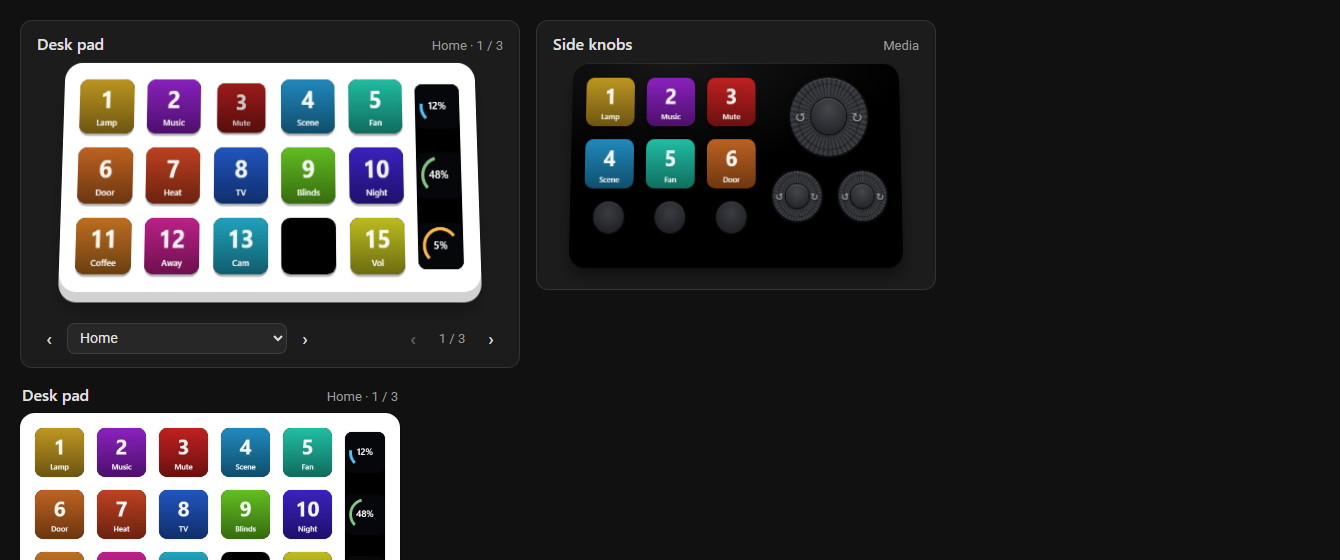 Desk pad Home · 1 / 3
1 2 3 4 5 12%
Lamp Music Mute Scene Fan
6 7 8 9 10 48%
Door Heat TV Blinds Night
11 12 13 15 5%
Coffee Away Cam Vol
‹ Home › ‹ 1 / 3 ›
Side knobs Media
1 2 3
Lamp Music Mute
4 5 6
Scene Fan Door
Desk pad Home · 1 / 3
1 2 3 4 5 12%
Lamp Music Mute Scene Fan
6 7 8 9 10 48%
Door Heat TV Blinds Night